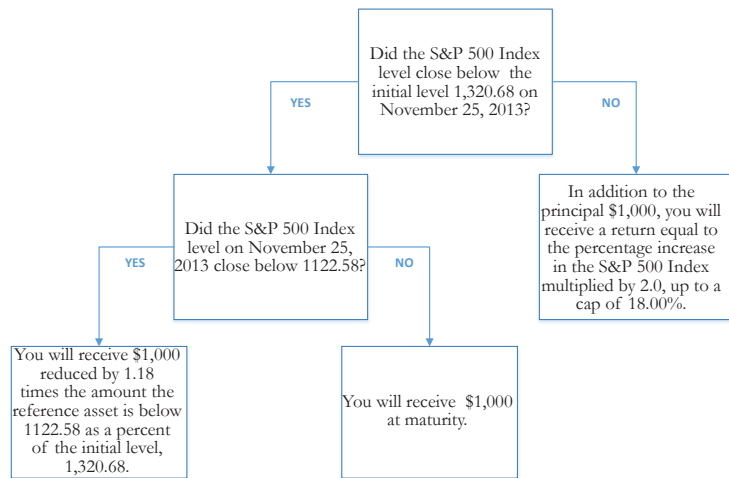 Did the S&P 500 Index
level close below the
initial level 1,320.68 on
November 25, 2013?
YES
NO
Did the S&P 500 Index
level on November 25,
2013 close below 1122.58?
In addition to the
principal $1,000, you will
receive a return equal to
the percentage increase
in the S&P 500 Index
multiplied by 2.0, up to a
cap of 18.00%.
YES
NO
You will receive $1,000
reduced by 1.18
times the amount the
reference asset is below
1122.58 as a percent
of the initial level,
1,320.68.
You will receive $1,000
at maturity.